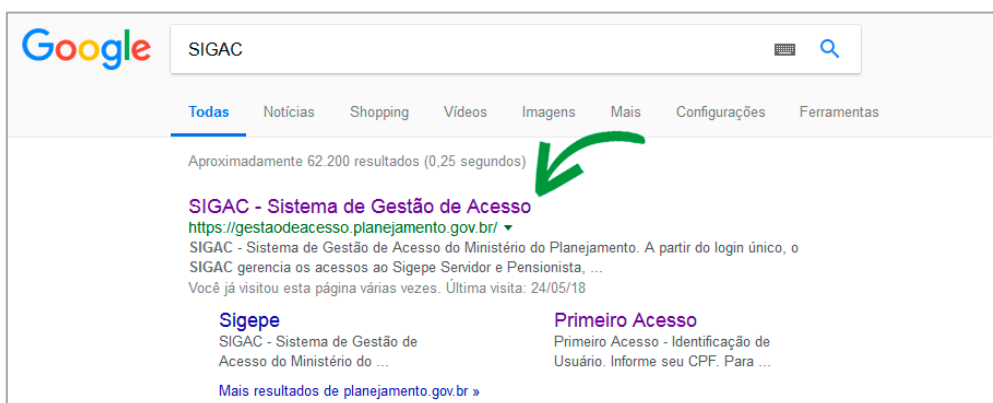 Google SIGAC
Todas Notícias Shopping Vídeos Imagens Mais Configurações Ferramentas
Aproximadamente 62.200 resultados (0,25 segundos)
SIGAC - Sistema de Gestão de Acesso
https://gestaodeacesso.planejamento.gov.br/
SIGAC - Sistema de Gestão de Acesso do Ministério do Planejamento. A partir do login único, o
SIGAC gerencia os acessos ao Sigepe Servidor e Pensionista, ...
Você já visitou esta página várias vezes. Última visita: 24/05/18
Sigepe
SIGAC - Sistema de Gestão de
Acesso do Ministério do ...
Primeiro Acesso
Primeiro Acesso - Identificação de
Usuário. Informe seu CPF. Para ...
Mais resultados de planejamento.gov.br »